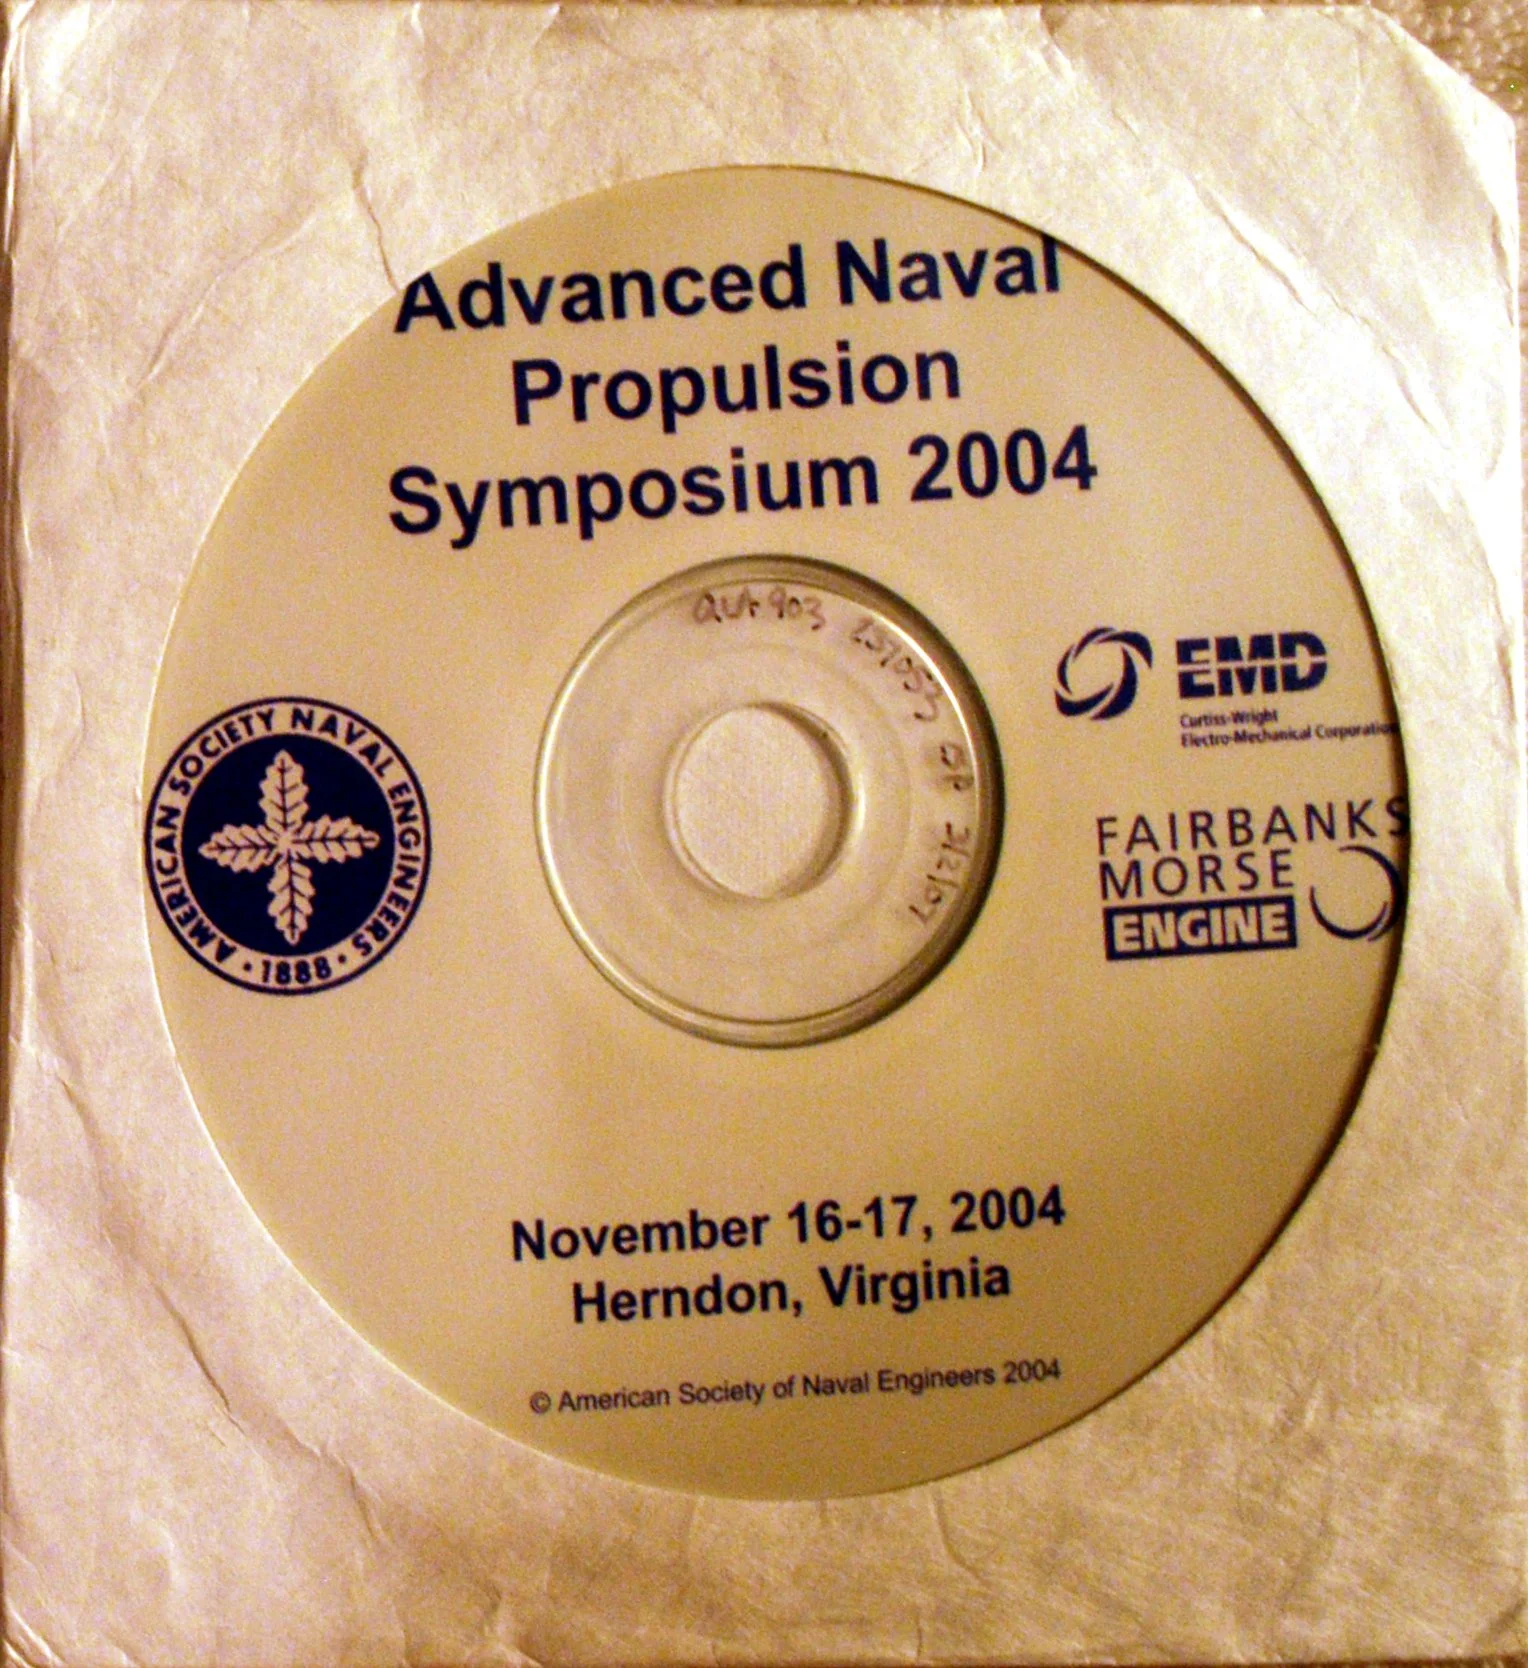 Advanced Naval
Propulsion
Symposium 2004
903
AMERICAN SOCIETY NAVAL ENGINEERS · 1888 ·
EMD
Curtiss-Wright
Electro-Mechanical Corporation
FAIRBANKS
MORSE
ENGINE
November 16-17, 2004
Herndon, Virginia
© American Society of Naval Engineers 2004